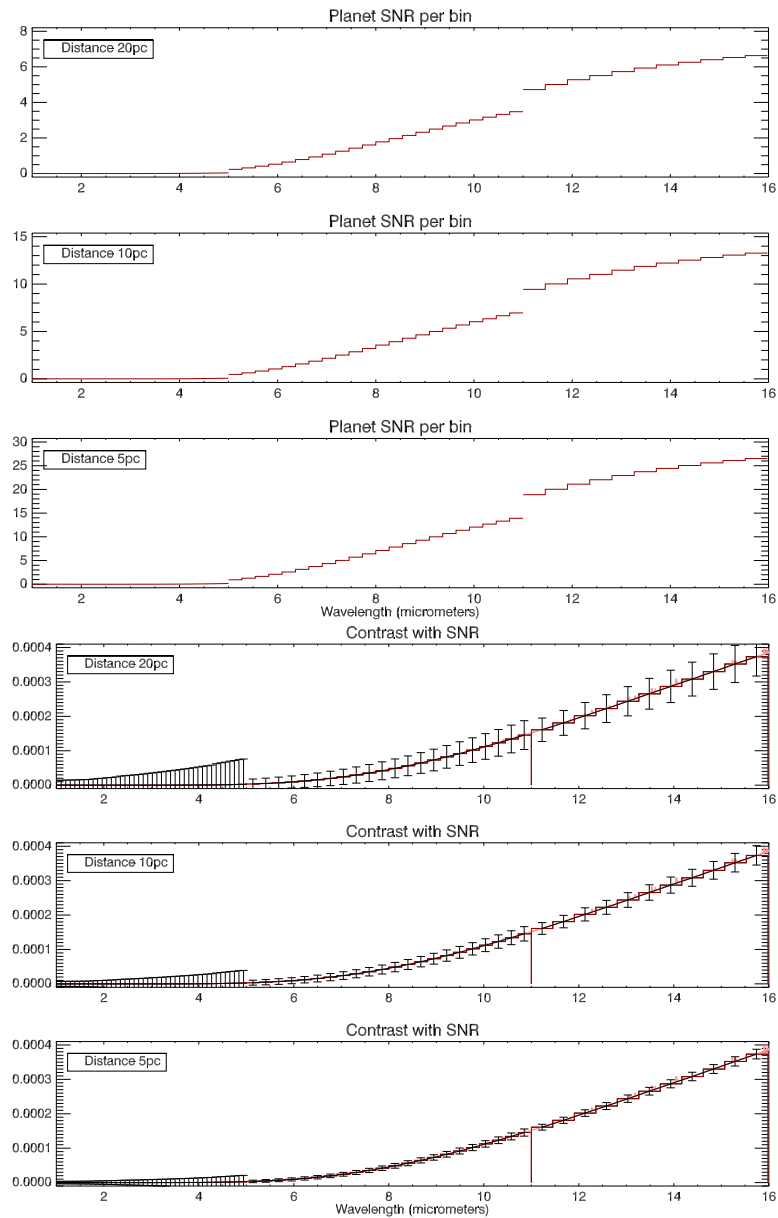 Planet SNR per bin
8
Distance 20pc
6
4
2
0
2 4 6 8 10 12 14 16
Planet SNR per bin
15
Distance 10pc
10
5
0
2 4 6 8 10 12 14 16
Planet SNR per bin
30
Distance 5pc
25
20
15
10
5
0
2 4 6 8 10 12 14 16
Wavelength (micrometers)
Contrast with SNR
0.0004
Distance 20pc
0.0003
0.0002
0.0001
0.0000
2 4 6 8 10 12 14 16
Contrast with SNR
0.0004
Distance 10pc
0.0003
0.0002
0.0001
0.0000
2 4 6 8 10 12 14 16
Contrast with SNR
0.0004
Distance 5pc
0.0003
0.0002
0.0001
0.0000
2 4 6 8 10 12 14 16
Wavelength (micrometers)